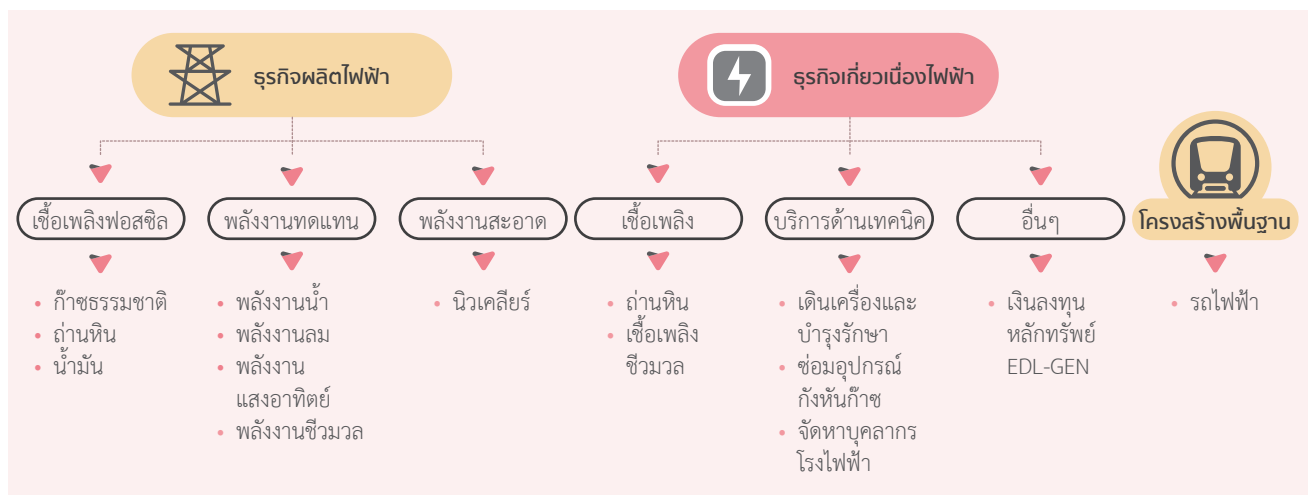 ธุรกิจผลิตไฟฟ้า
ธุรกิจเกี่ยวเนื่องไฟฟ้า
เชื้อเพลิงฟอสซิล
• ก๊าซธรรมชาติ
• ถ่านหิน
• น้ำมัน
พลังงานทดแทน
• พลังงานน้ำ
• พลังงานลม
• พลังงาน
แสงอาทิตย์
• พลังงานชีวมวล
พลังงานสะอาด
• นิวเคลียร์
เชื้อเพลิง
• ถ่านหิน
• เชื้อเพลิง
ชีวมวล
บริการด้านเทคนิค
• เดินเครื่องและ
บำรุงรักษา
• ซ่อมอุปกรณ์
กังหันก๊าซ
• จัดหาบุคลากร
โรงไฟฟ้า
อื่นๆ
• เงินลงทุน
หลักทรัพย์
EDL-GEN
โครงสร้างพื้นฐาน
• รถไฟฟ้า